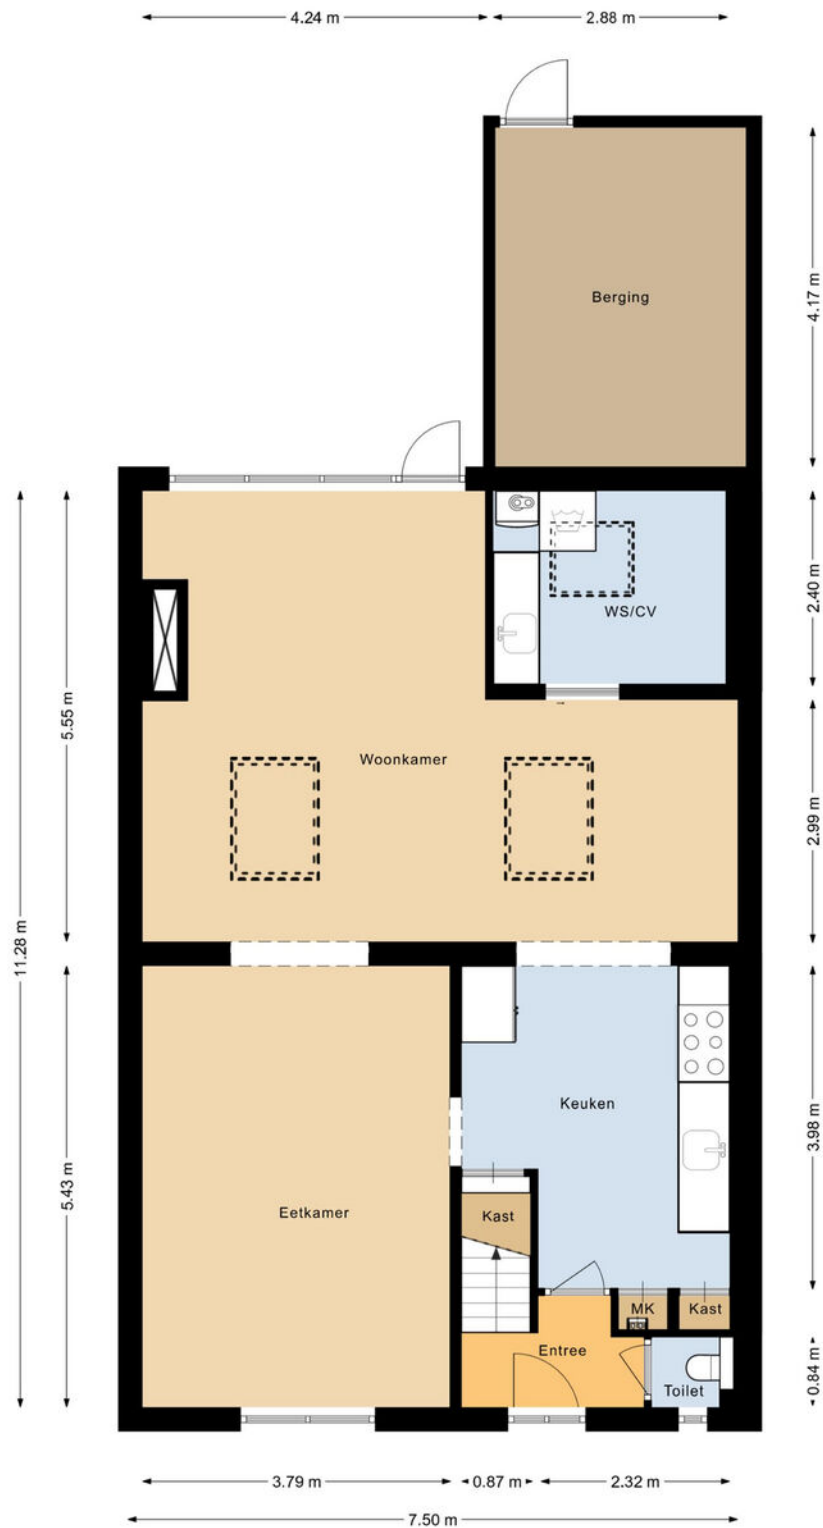 4.24 m
2.88 m
Berging
4.17 m
WS/CV
2.40 m
Woonkamer
5.55 m
2.99 m
11.28 m
Keuken
3.98 m
Eetkamer
5.43 m
Kast
MK
Kast
Entree
Toilet
0.84 m
3.79 m
0.87 m
2.32 m
7.50 m